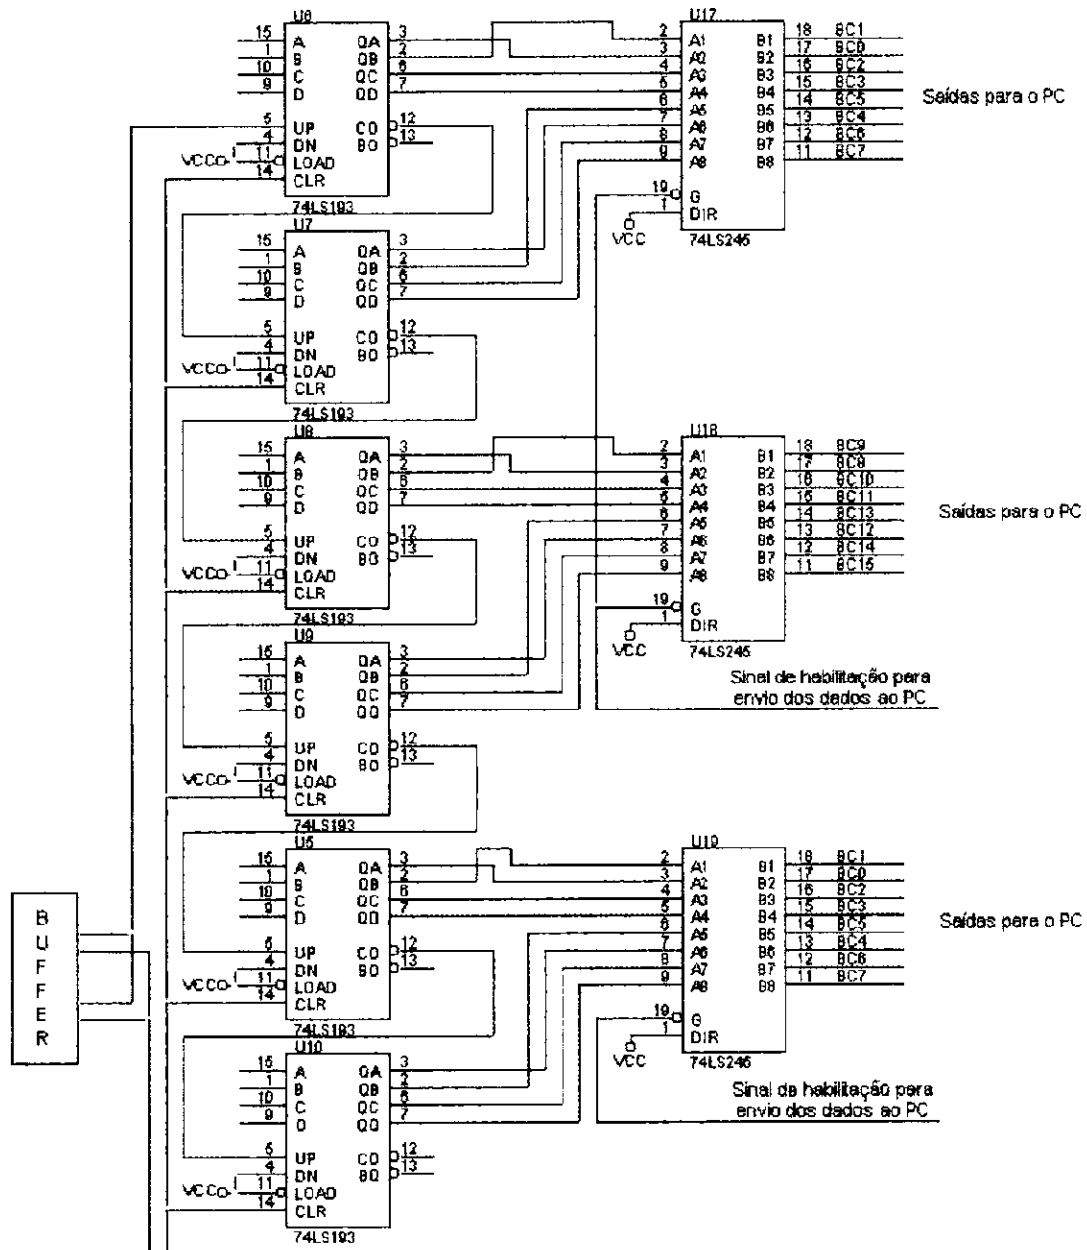 U6
15 A QA 3
1 B QB 2
10 C QC 6
9 D QD 7
5 UP CO 12
4 DN BO 13
VCC 11 LOAD
14 CLR
74LS193
U17
2 A1 B1 18 BC1
3 A2 B2 17 BC0
4 A3 B3 16 BC2
5 A4 B4 15 BC3
6 A5 B5 14 BC5
7 A6 B6 13 BC4
8 A7 B7 12 BC6
9 A8 B8 11 BC7
19 G
1 DIR
VCC
74LS245
Saídas para o PC
U7
15 A QA 3
1 B QB 2
10 C QC 6
9 D QD 7
5 UP CO 12
4 DN BO 13
VCC 11 LOAD
14 CLR
74LS193
U8
15 A QA 3
1 B QB 2
10 C QC 6
9 D QD 7
5 UP CO 12
4 DN BO 13
VCC 11 LOAD
14 CLR
74LS193
U18
2 A1 B1 18 BC9
3 A2 B2 17 BC8
4 A3 B3 16 BC10
5 A4 B4 15 BC11
6 A5 B5 14 BC13
7 A6 B6 13 BC12
8 A7 B7 12 BC14
9 A8 B8 11 BC15
19 G
1 DIR
VCC
74LS245
Saídas para o PC
Sinal de habilitação para
envio dos dados ao PC
U9
15 A QA 3
1 B QB 2
10 C QC 6
9 D QD 7
5 UP CO 12
4 DN BO 13
VCC 11 LOAD
14 CLR
74LS193
U5
15 A QA 3
1 B QB 2
10 C QC 6
9 D QD 7
5 UP CO 12
4 DN BO 13
VCC 11 LOAD
14 CLR
74LS193
U19
2 A1 B1 18 BC1
3 A2 B2 17 BC0
4 A3 B3 16 BC2
5 A4 B4 15 BC3
6 A5 B5 14 BC5
7 A6 B6 13 BC4
8 A7 B7 12 BC6
9 A8 B8 11 BC7
19 G
1 DIR
VCC
74LS245
Saídas para o PC
Sinal de habilitação para
envio dos dados ao PC
BUFFER
U10
15 A QA 3
1 B QB 2
10 C QC 6
9 D QD 7
5 UP CO 12
4 DN BO 13
VCC 11 LOAD
14 CLR
74LS193